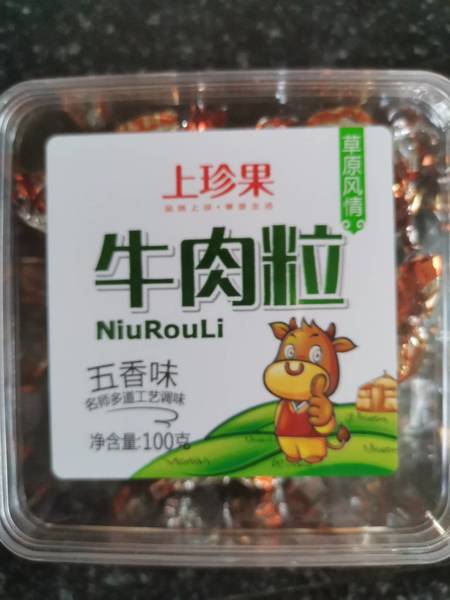 上珍果
草原风情
牛肉粒
NiuRouLi
五香味
名师多道工艺调味
净含量:100克